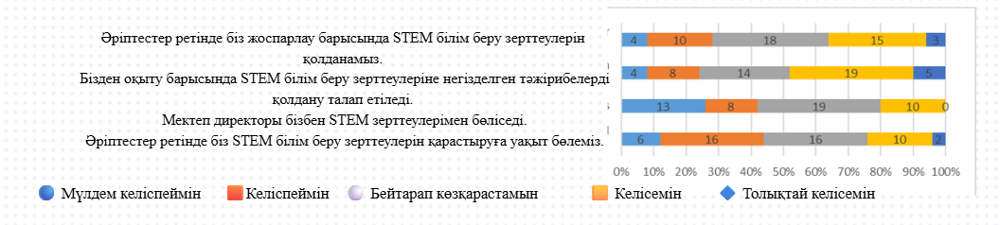 Әріптестер ретінде біз жоспарлау барысында STEM білім беру зерттеулерін
қолданамыз.
Бізден оқыту барысында STEM білім беру зерттеулеріне негізделген тәжірибелерді
қолдану талап етіледі.
Мектеп директоры бізбен STEM зерттеулерімен бөліседі.
Әріптестер ретінде біз STEM білім беру зерттеулерін қарастыруға уақыт бөлеміз.
4 10 18 15 3
4 8 14 19 5
13 8 19 10 0
6 16 16 10 2
0% 10% 20% 30% 40% 50% 60% 70% 80% 90% 100%
Мүлдем келіспеймін Келіспеймін Бейтарап көзқарастамын Келісемін Толықтай келісемін